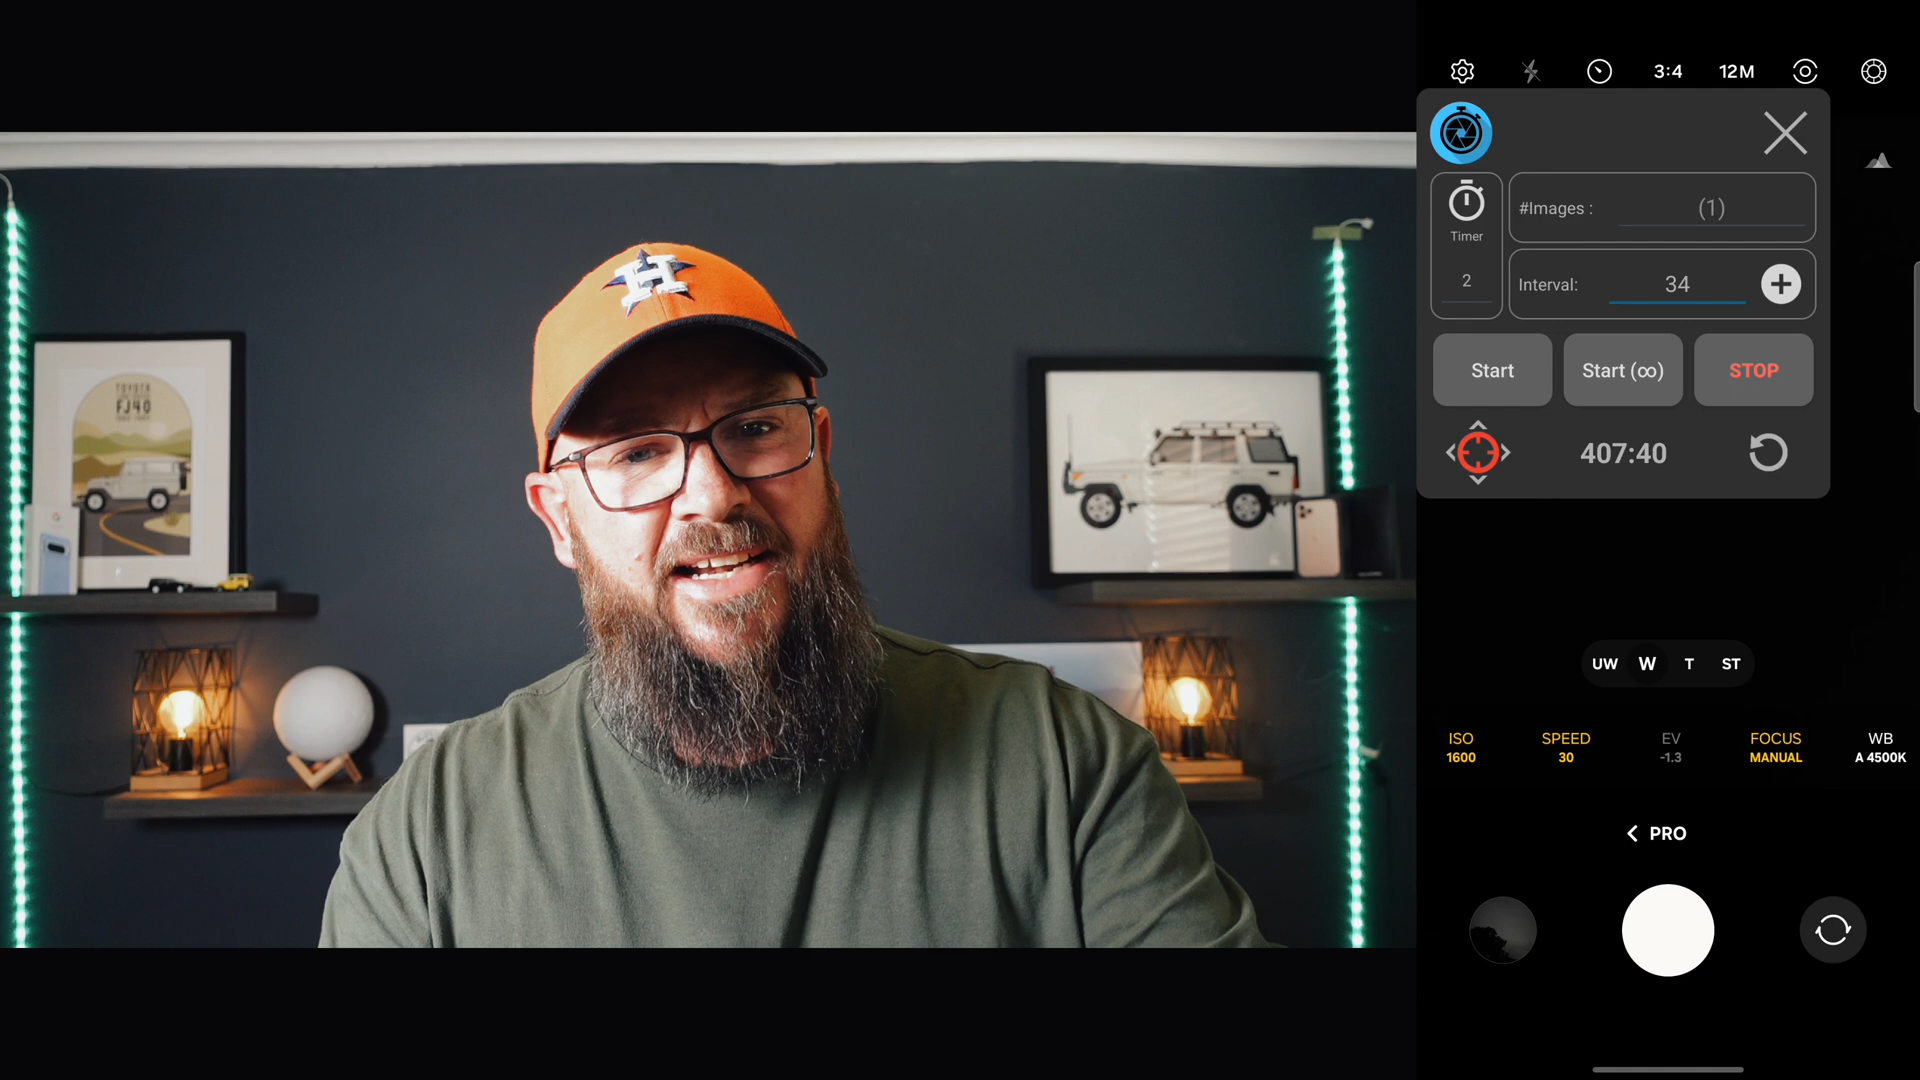 H
TOYOTA
FJ40
G
3:4 12M
#Images : (1)
Timer
2
Interval: 34
Start Start (∞) STOP
407:40
UW W T ST
ISO SPEED EV FOCUS WB
1600 30 -1.3 MANUAL A 4500K
PRO